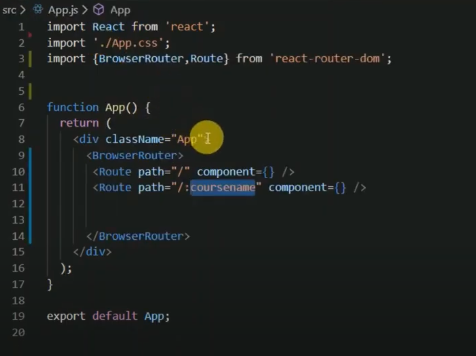 src > App.js > App
1 import React from 'react';
2 import './App.css';
3 import {BrowserRouter,Route} from 'react-router-dom';
4
5
6 function App() {
7 return (
8 <div className="App">
9 <BrowserRouter>
10 <Route path="/" component={} />
11 <Route path="/:coursename" component={} />
12
13
14 </BrowserRouter>
15 </div>
16 );
17 }
18
19 export default App;
20